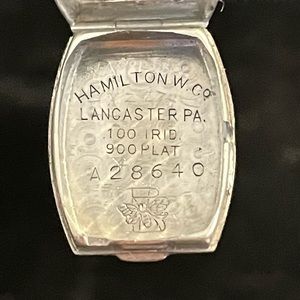 HAMILTON W. Co.
LANCASTER PA.
.100 IRID.
.900 PLAT.
A28640